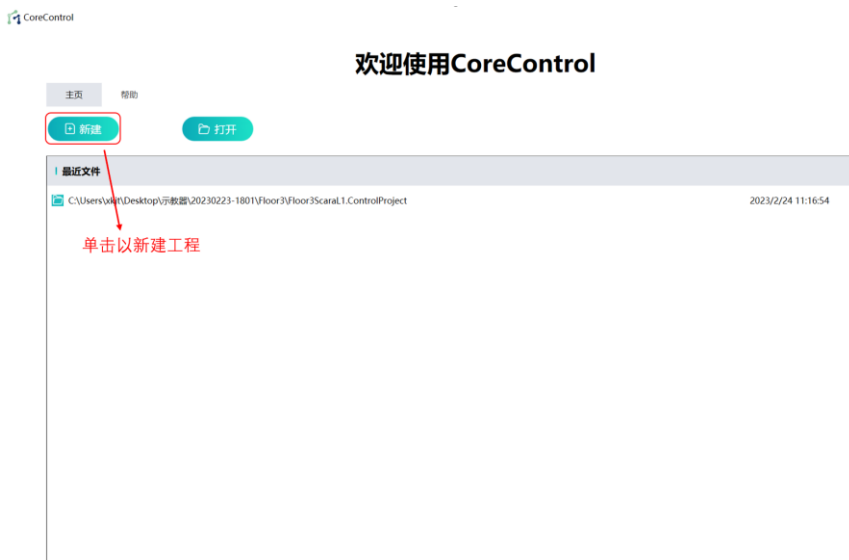 CoreControl
欢迎使用CoreControl
主页 帮助
新建 打开
最近文件
C:\Users\xkit\Desktop\示教器\20230223-1801\Floor3\Floor3ScaraL1.ControlProject 2023/2/24 11:16:54
单击以新建工程